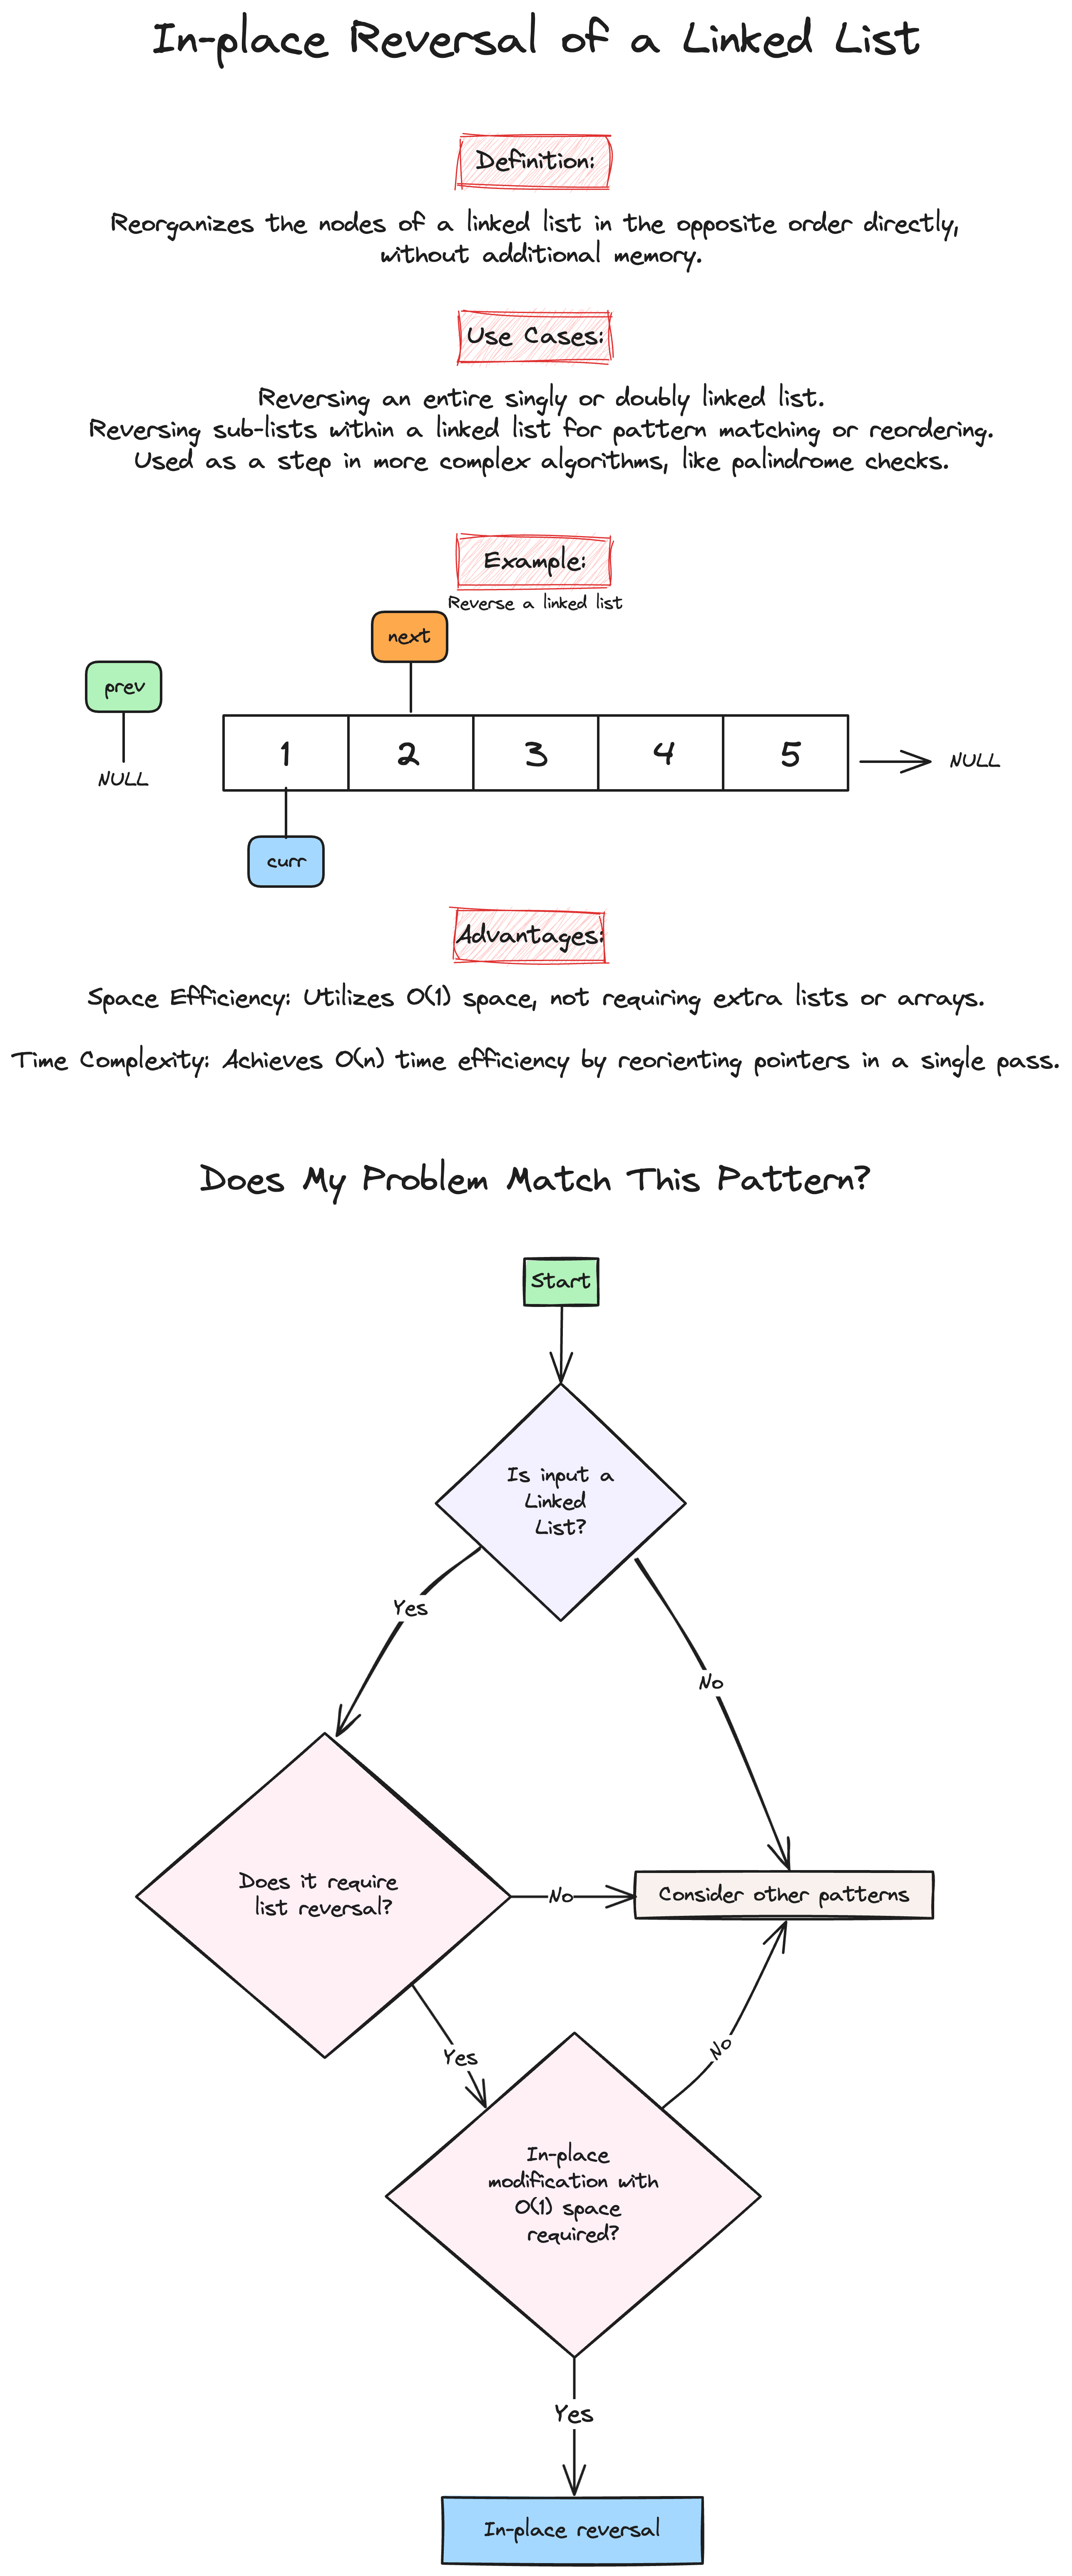 In-place Reversal of a Linked List
Definition:
Reorganizes the nodes of a linked list in the opposite order directly,
without additional memory.
Use Cases:
Reversing an entire singly or doubly linked list.
Reversing sub-lists within a linked list for pattern matching or reordering.
Used as a step in more complex algorithms, like palindrome checks.
Example:
Reverse a linked list
next
prev
1 2 3 4 5
NULL
NULL
curr
Advantages:
Space Efficiency: Utilizes O(1) space, not requiring extra lists or arrays.
Time Complexity: Achieves O(n) time efficiency by reorienting pointers in a single pass.
Does My Problem Match This Pattern?
Start
Is input a
Linked
List?
Yes
No
Does it require
list reversal?
No
Consider other patterns
Yes
No
In-place
modification with
O(1) space
required?
Yes
In-place reversal